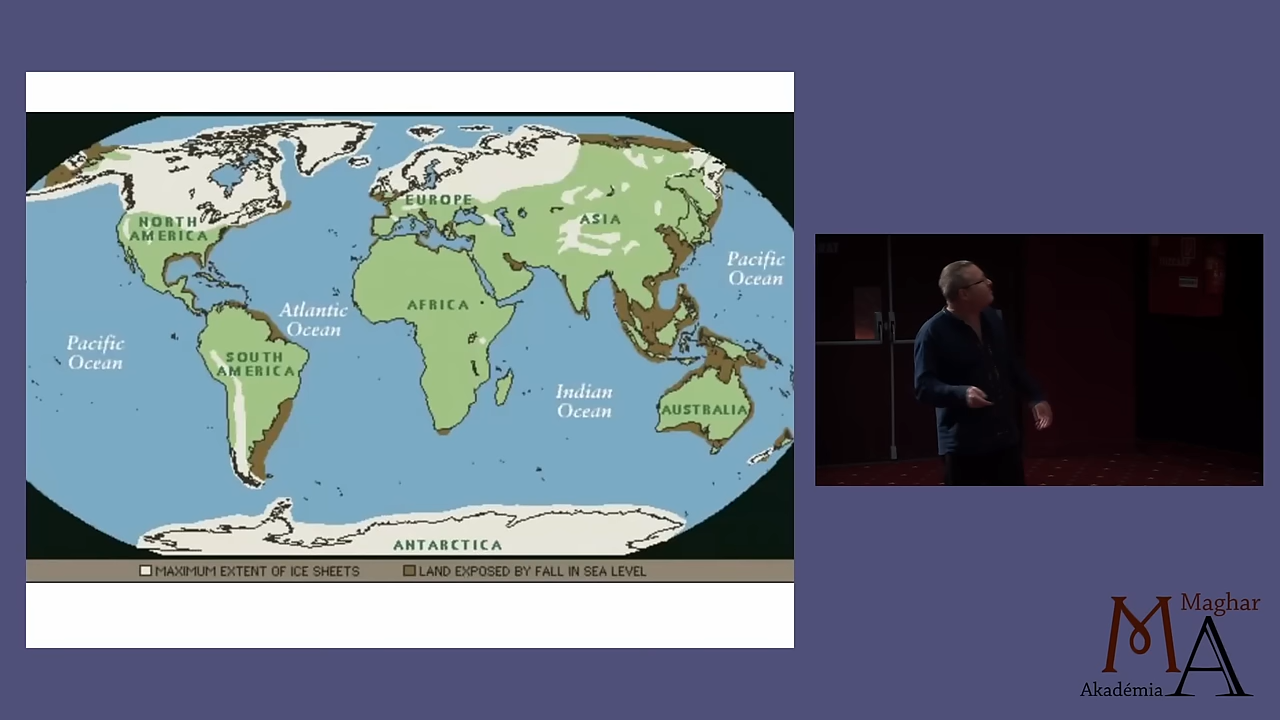 EUROPE
NORTH
AMERICA
ASIA
Pacific
Ocean
AFRICA
Atlantic
Ocean
Pacific
Ocean
SOUTH
AMERICA
Indian
Ocean
AUSTRALIA
ANTARCTICA
MAXIMUM EXTENT OF ICE SHEETS
LAND EXPOSED BY FALL IN SEA LEVEL
Maghar
MA
Akadémia